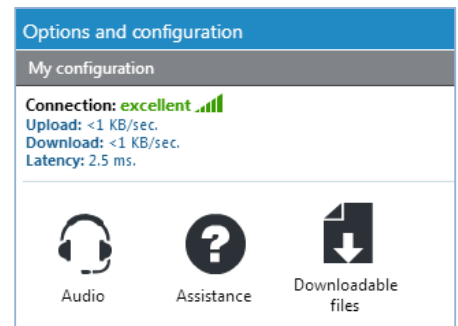 Options and configuration
My configuration
Connection: excellent
Upload: <1 KB/sec.
Download: <1 KB/sec.
Latency: 2.5 ms.
Audio
Assistance
Downloadable
files